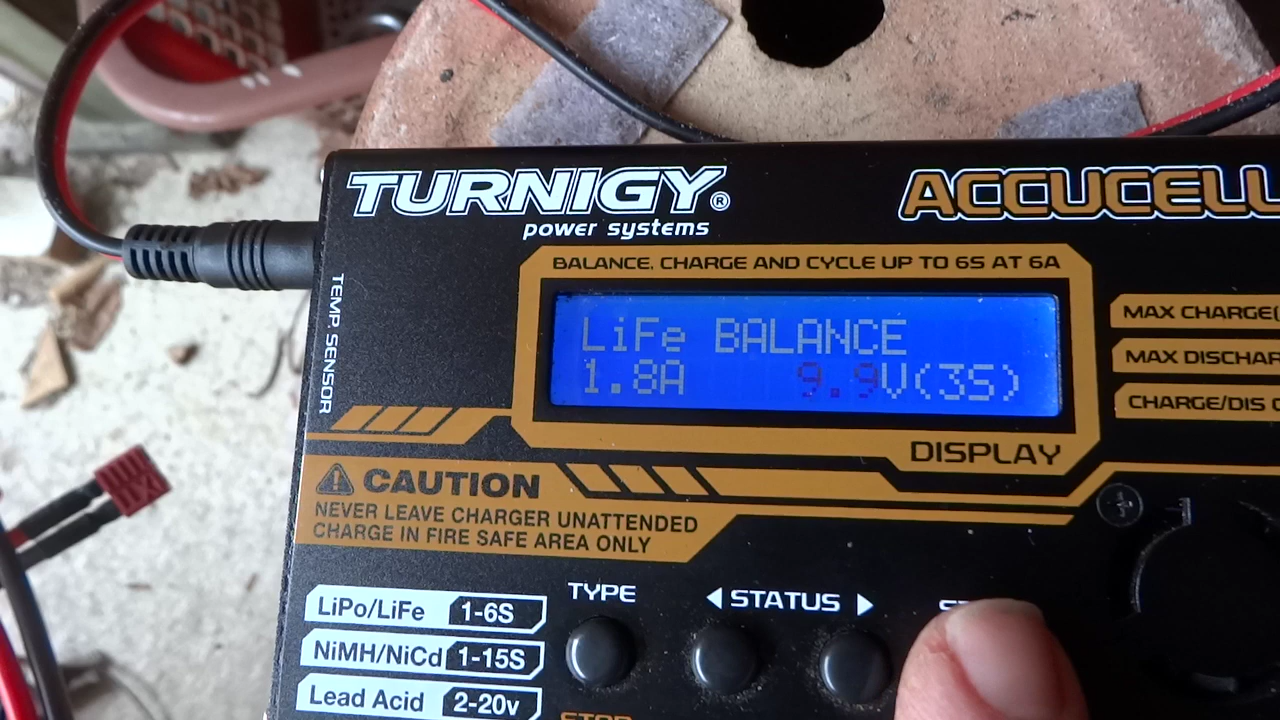 TURNIGY®
power systems
ACCUCELL
BALANCE, CHARGE AND CYCLE UP TO 6S AT 6A
TEMP. SENSOR
LiFe BALANCE
1.8A 9.9V(3S)
MAX CHARGE
MAX DISCHAR
CHARGE/DIS
DISPLAY
CAUTION
NEVER LEAVE CHARGER UNATTENDED
CHARGE IN FIRE SAFE AREA ONLY
LiPo/LiFe 1-6S
NiMH/NiCd 1-15S
Lead Acid 2-20v
TYPE
STATUS
STOP